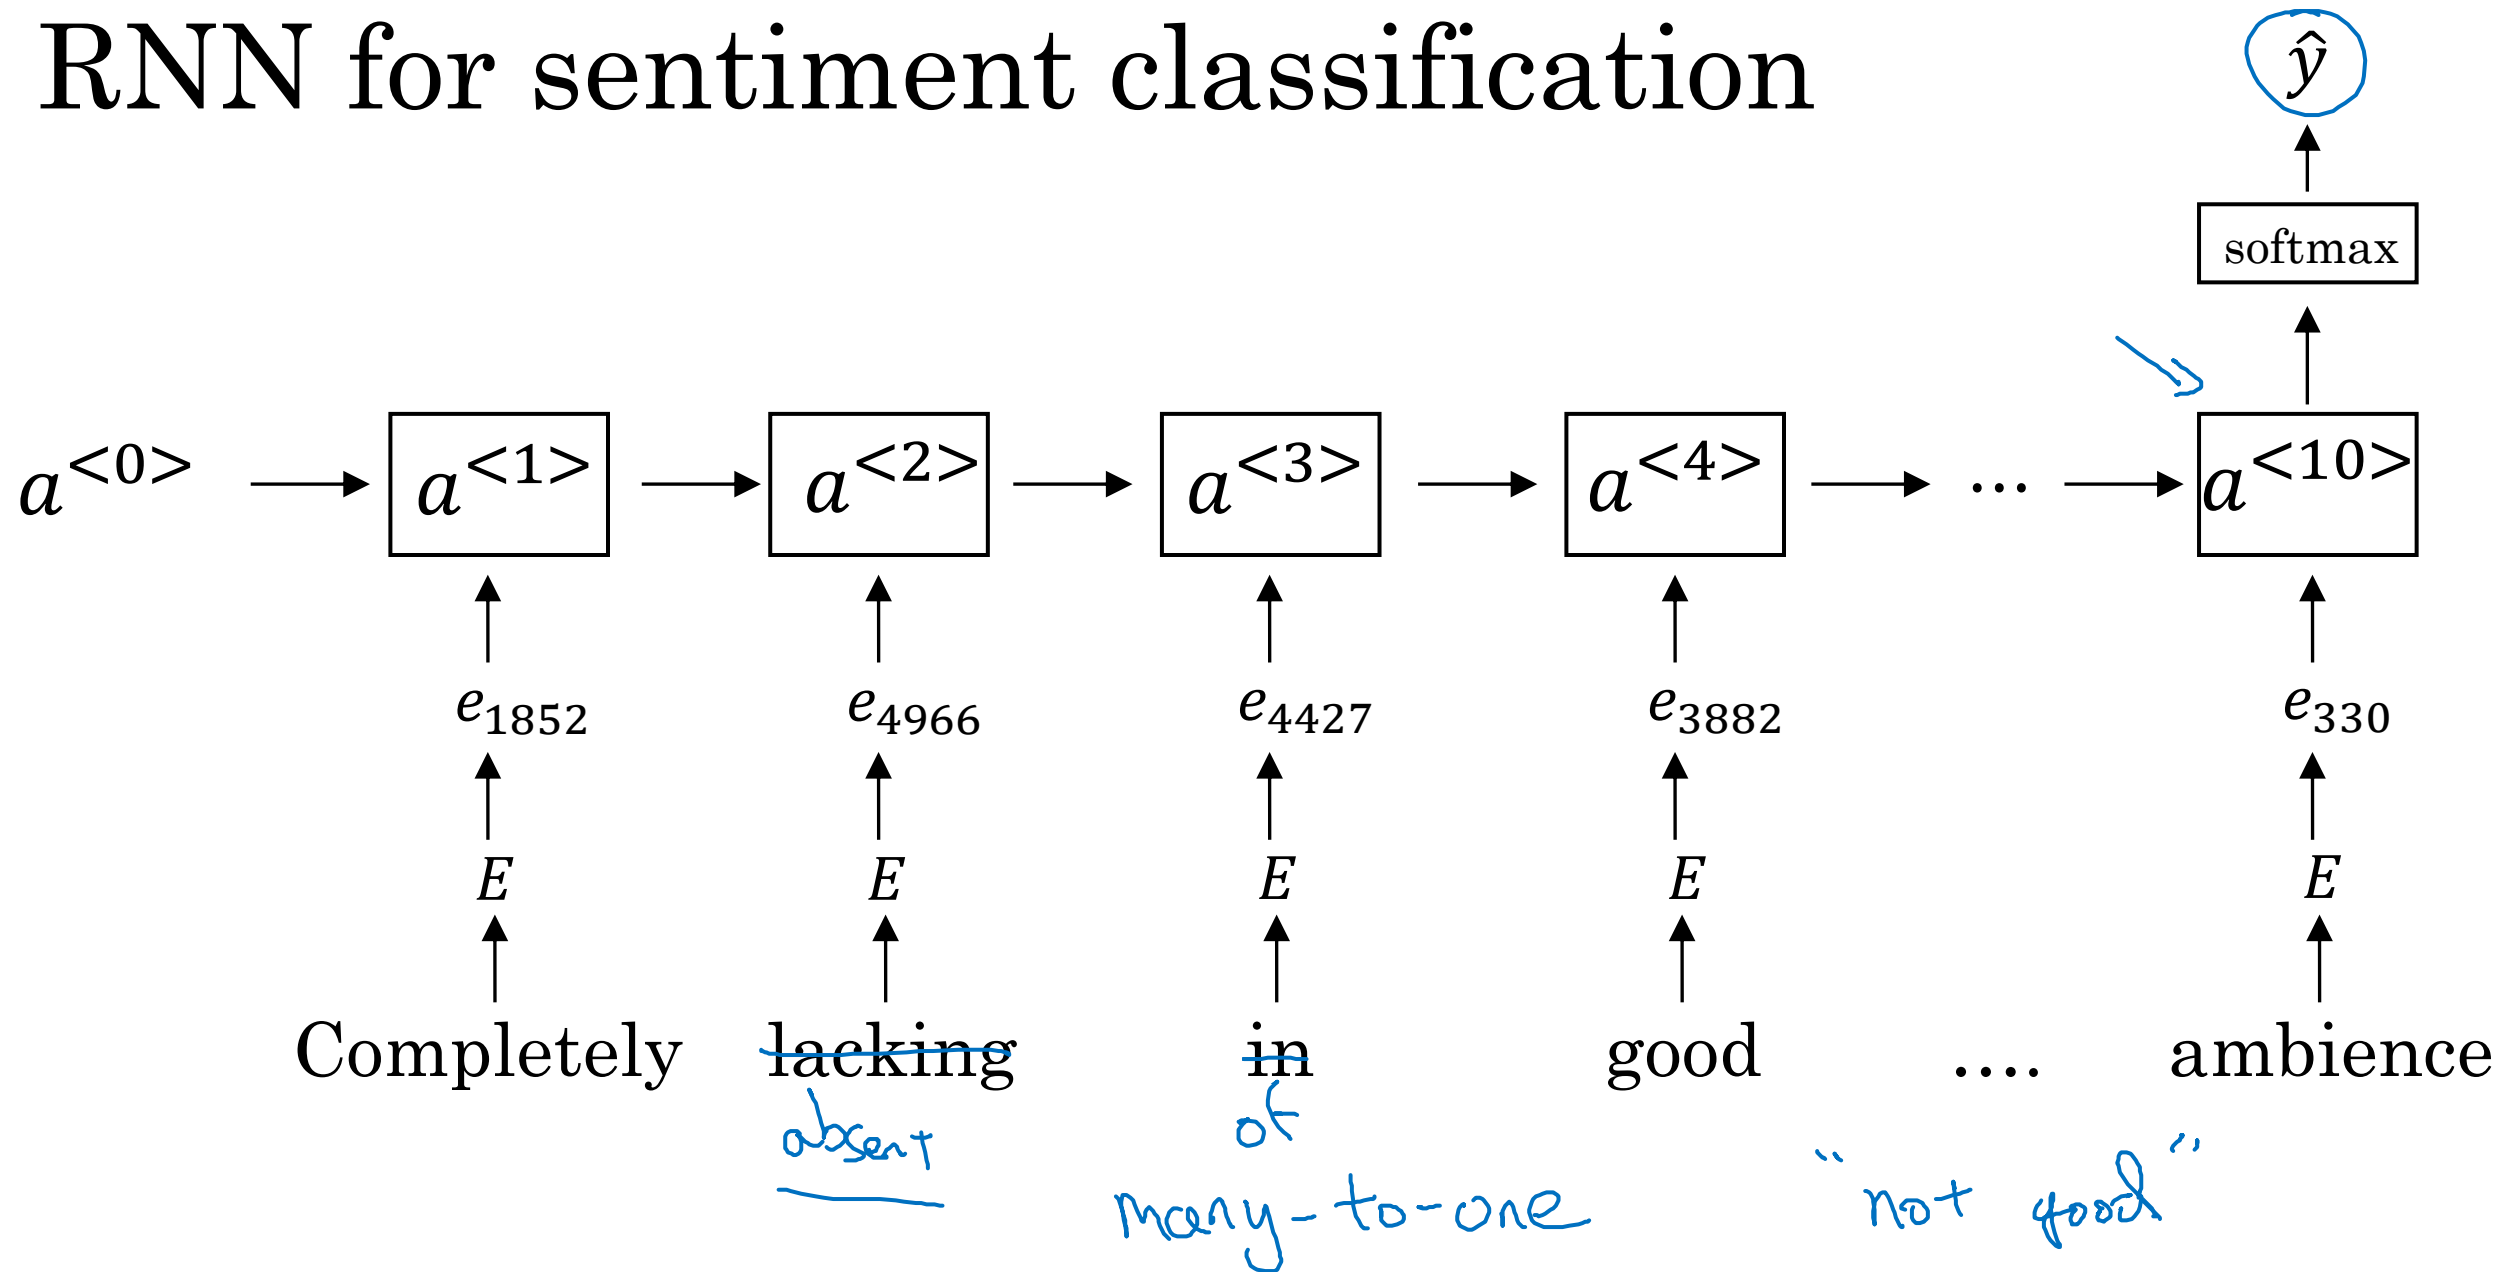 RNN for sentiment classification
ŷ
softmax
a<0> a<1> a<2> a<3> a<4> ... a<10>
e1852 e4966 e4427 e3882 e330
E E E E E
Completely lacking in good .... ambience
absent of
many-to-one "not good"